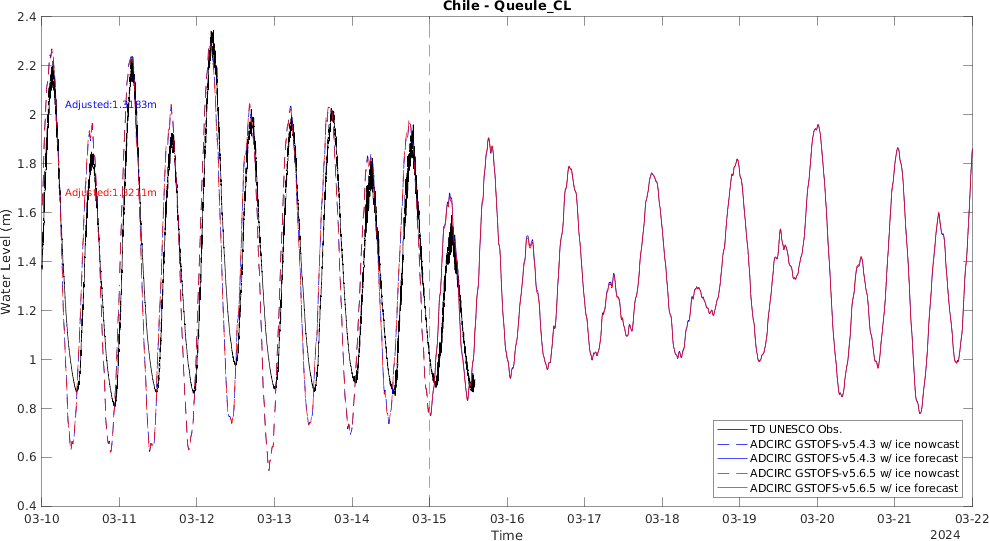 Chile - Queule_CL
2.4
2.2
2
1.8
1.6
1.4
1.2
1
0.8
0.6
0.4
Water Level (m)
Adjusted:1.3183m
Adjusted:1.3211m
TD UNESCO Obs.
ADCIRC GSTOFS-v5.4.3 w/ ice nowcast
ADCIRC GSTOFS-v5.4.3 w/ ice forecast
ADCIRC GSTOFS-v5.6.5 w/ ice nowcast
ADCIRC GSTOFS-v5.6.5 w/ ice forecast
03-10 03-11 03-12 03-13 03-14 03-15 03-16 03-17 03-18 03-19 03-20 03-21 03-22
Time
2024